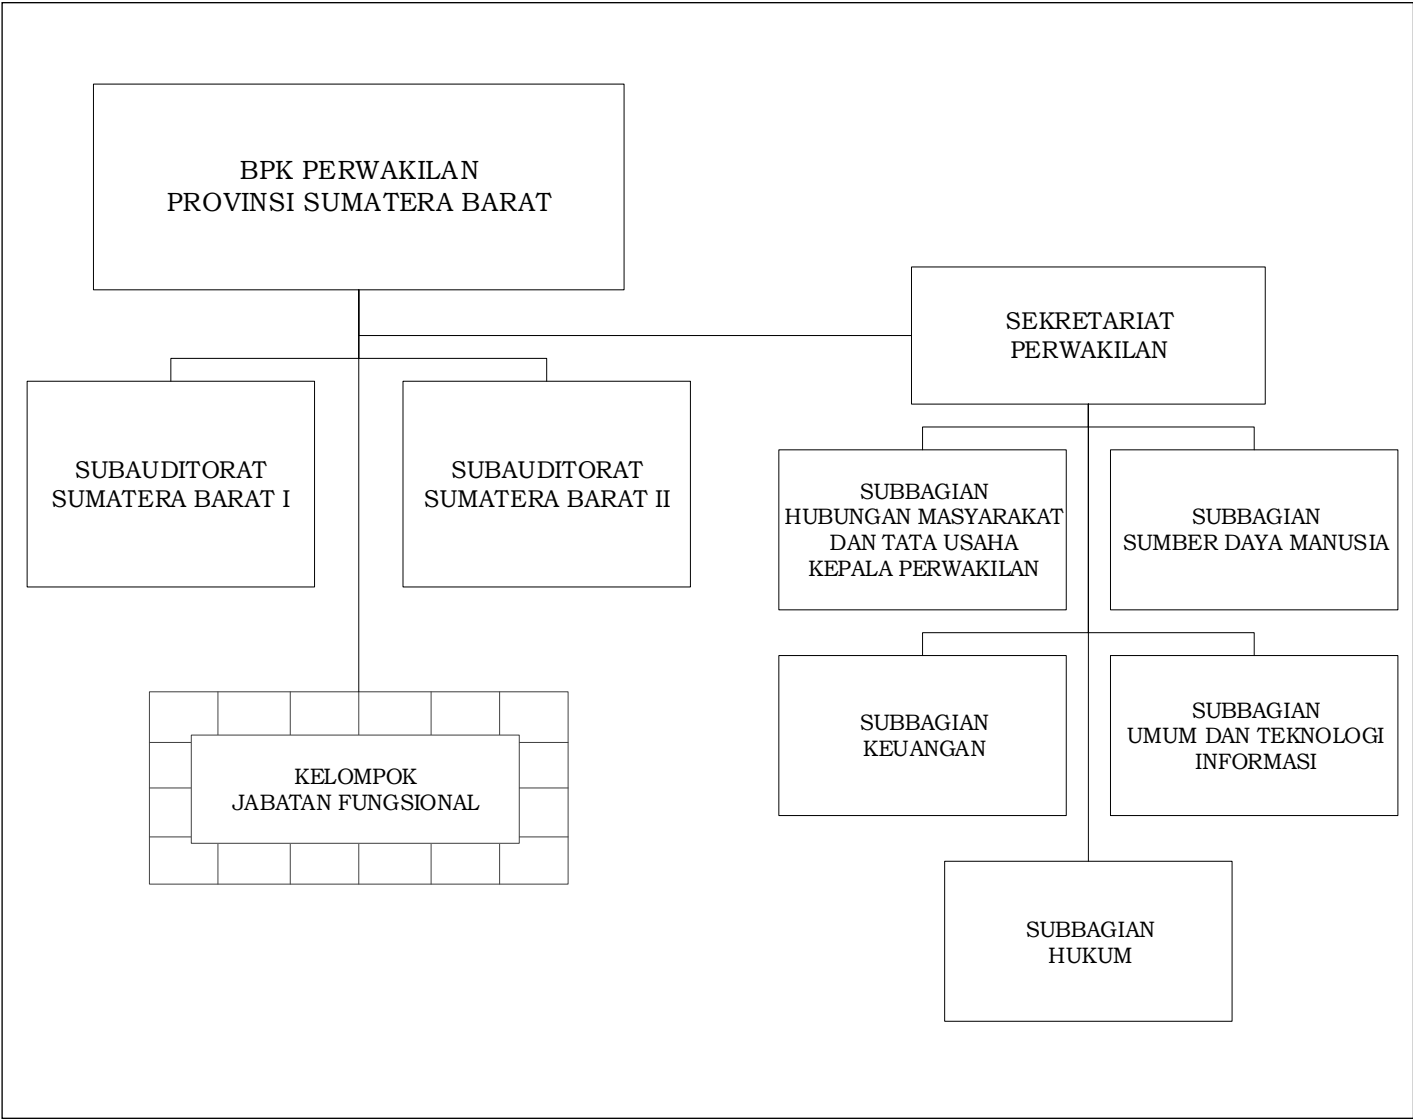 BPK PERWAKILAN
PROVINSI SUMATERA BARAT
SEKRETARIAT
PERWAKILAN
SUBAUDITORAT
SUMATERA BARAT I
SUBAUDITORAT
SUMATERA BARAT II
SUBBAGIAN
HUBUNGAN MASYARAKAT
DAN TATA USAHA
KEPALA PERWAKILAN
SUBBAGIAN
SUMBER DAYA MANUSIA
SUBBAGIAN
KEUANGAN
SUBBAGIAN
UMUM DAN TEKNOLOGI
INFORMASI
KELOMPOK
JABATAN FUNGSIONAL
SUBBAGIAN
HUKUM